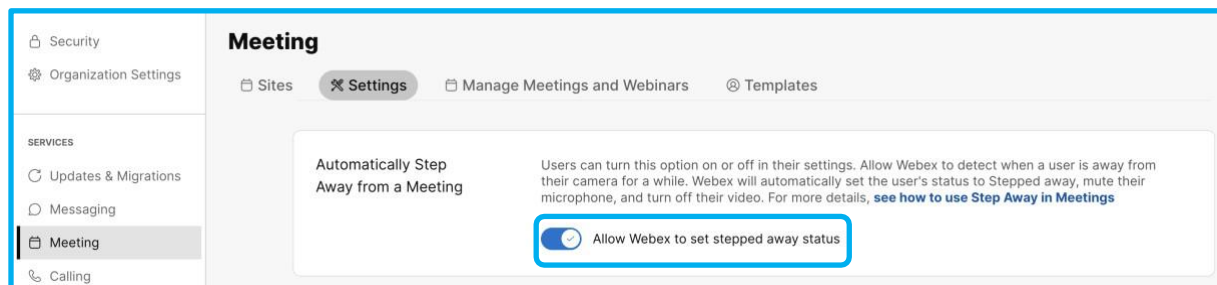 Security
Organization Settings
SERVICES
Updates & Migrations
Messaging
Meeting
Calling
Meeting
Sites Settings Manage Meetings and Webinars Templates
Automatically Step
Away from a Meeting
Users can turn this option on or off in their settings. Allow Webex to detect when a user is away from
their camera for a while. Webex will automatically set the user's status to Stepped away, mute their
microphone, and turn off their video. For more details, see how to use Step Away in Meetings
Allow Webex to set stepped away status